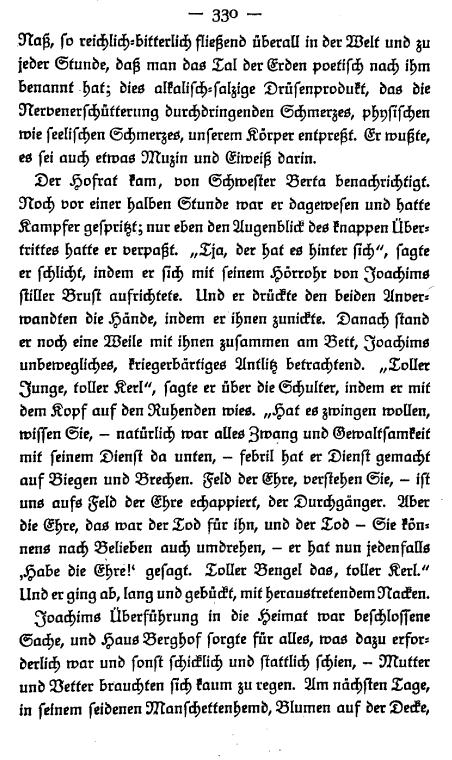 — 330 —
Naß, so reichlich-bitterlich fließend überall in der Welt und zu
jeder Stunde, daß man das Tal der Erden poetisch nach ihm
benannt hat; dies alkalisch-salzige Drüsenprodukt, das die
Nervenerschütterung durchdringenden Schmerzes, physischen
wie seelischen Schmerzes, unserem Körper entpreßt. Er wußte,
es sei auch etwas Muzin und Eiweiß darin.
Der Hofrat kam, von Schwester Berta benachrichtigt.
Noch vor einer halben Stunde war er dagewesen und hatte
Kampfer gespritzt; nur eben den Augenblick des knappen Über-
trittes hatte er verpaßt. „Tja, der hat es hinter sich“, sagte
er schlicht, indem er sich mit seinem Hörrohr von Joachims
stiller Brust aufrichtete. Und er drückte den beiden Anver-
wandten die Hände, indem er ihnen zunickte. Danach stand
er noch eine Weile mit ihnen zusammen am Bett, Joachims
unbewegliches, kriegerbärtiges Antlitz betrachtend. „Toller
Junge, toller Kerl“, sagte er über die Schulter, indem er mit
dem Kopf auf den Ruhenden wies. „Hat es zwingen wollen,
wissen Sie, – natürlich war alles Zwang und Gewaltsamkeit
mit seinem Dienst da unten, – febril hat er Dienst gemacht
auf Biegen und Brechen. Feld der Ehre, verstehen Sie, – ist
uns aufs Feld der Ehre echappiert, der Durchgänger. Aber
die Ehre, das war der Tod für ihn, und der Tod – Sie kön-
nens nach Belieben auch umdrehen, – er hat nun jedenfalls
‚Habe die Ehre!‘ gesagt. Toller Bengel das, toller Kerl.“
Und er ging ab, lang und gebückt, mit heraustretendem Nacken.
Joachims Überführung in die Heimat war beschlossene
Sache, und Haus Berghof sorgte für alles, was dazu erfor-
derlich war und sonst schicklich und stattlich schien, – Mutter
und Vetter brauchten sich kaum zu regen. Am nächsten Tage,
in seinem seidenen Manschettenhemd, Blumen auf der Decke,